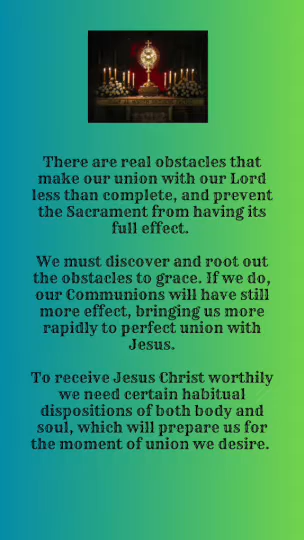 There are real obstacles that
make our union with our Lord
less than complete, and prevent
the Sacrament from having its
full effect.
We must discover and root out
the obstacles to grace. If we do,
our Communions will have still
more effect, bringing us more
rapidly to perfect union with
Jesus.
To receive Jesus Christ worthily
we need certain habitual
dispositions of both body and
soul, which will prepare us for
the moment of union we desire.